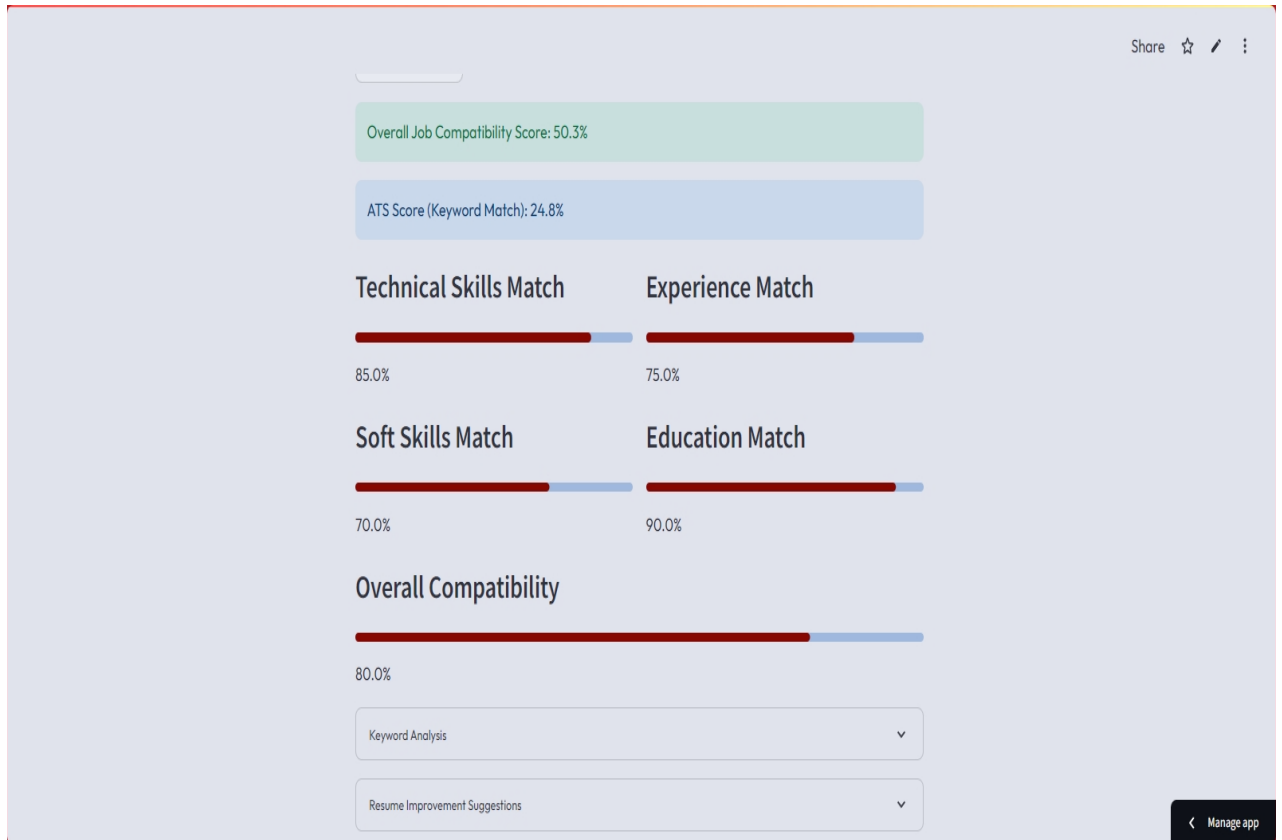 Share
Overall Job Compatibility Score: 50.3%
ATS Score (Keyword Match): 24.8%
Technical Skills Match
Experience Match
85.0%
75.0%
Soft Skills Match
Education Match
70.0%
90.0%
Overall Compatibility
80.0%
Keyword Analysis
Resume Improvement Suggestions
Manage app